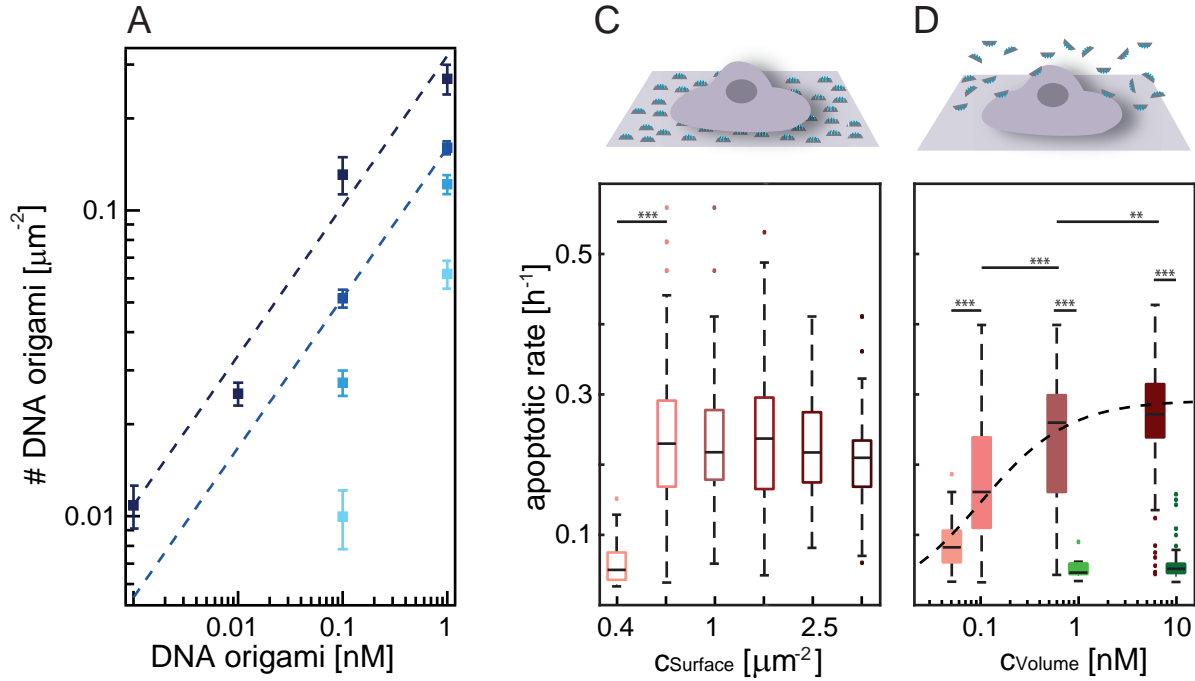 A
# DNA origami [μm-2]
0.1
0.01
0.01
0.1
1
DNA origami [nM]
C
apoptotic rate [h-1]
0.5
0.3
0.1
***
0.4
1
2.5
cSurface [μm-2]
D
**
***
***
***
***
0.1
1
10
cVolume [nM]